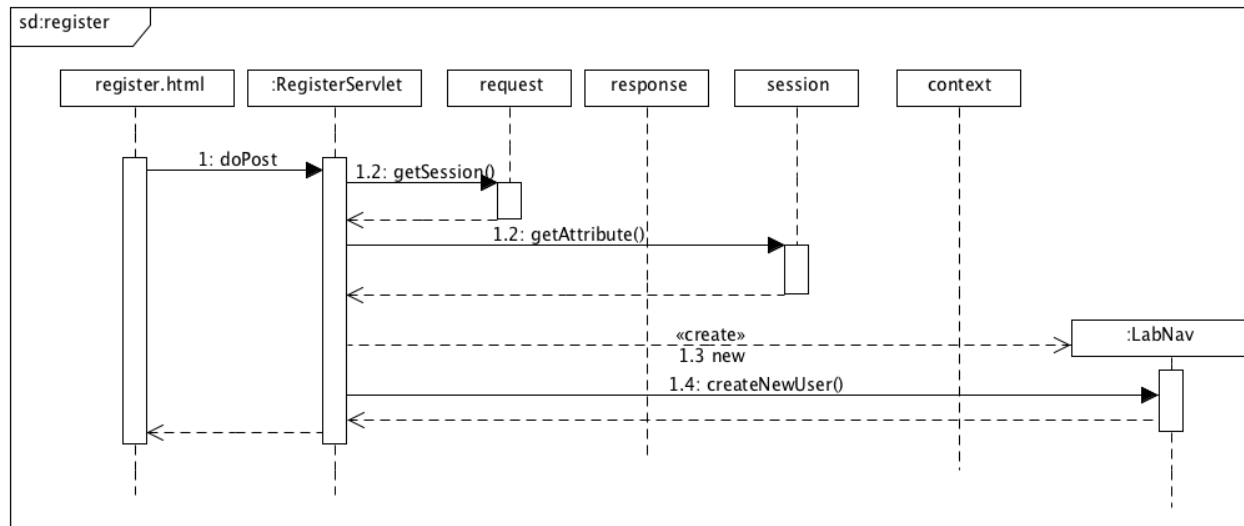 sd:register
register.html
:RegisterServlet
request
response
session
context
1: doPost
1.2: getSession()
1.2: getAttribute()
«create»
1.3 new
:LabNav
1.4: createNewUser()